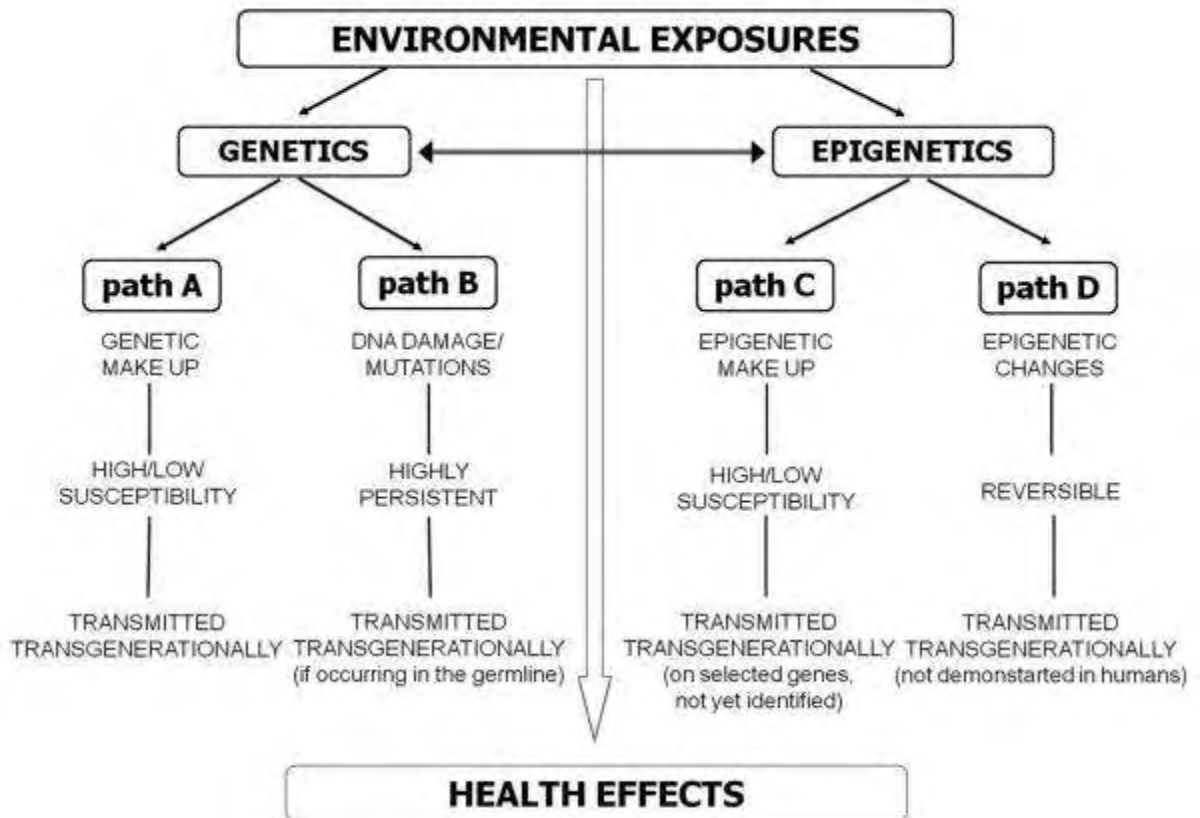 ENVIRONMENTAL EXPOSURES
GENETICS
EPIGENETICS
path A
path B
path C
path D
GENETIC
MAKE UP
HIGH/LOW
SUSCEPTIBILITY
TRANSMITTED
TRANSGENERATIONALLY
DNA DAMAGE/
MUTATIONS
HIGHLY
PERSISTENT
TRANSMITTED
TRANSGENERATIONALLY
(if occurring in the germline)
EPIGENETIC
MAKE UP
HIGH/LOW
SUSCEPTIBILITY
TRANSMITTED
TRANSGENERATIONALLY
(on selected genes,
not yet identified)
EPIGENETIC
CHANGES
REVERSIBLE
TRANSMITTED
TRANSGENERATIONALLY
(not demonstarted in humans)
HEALTH EFFECTS